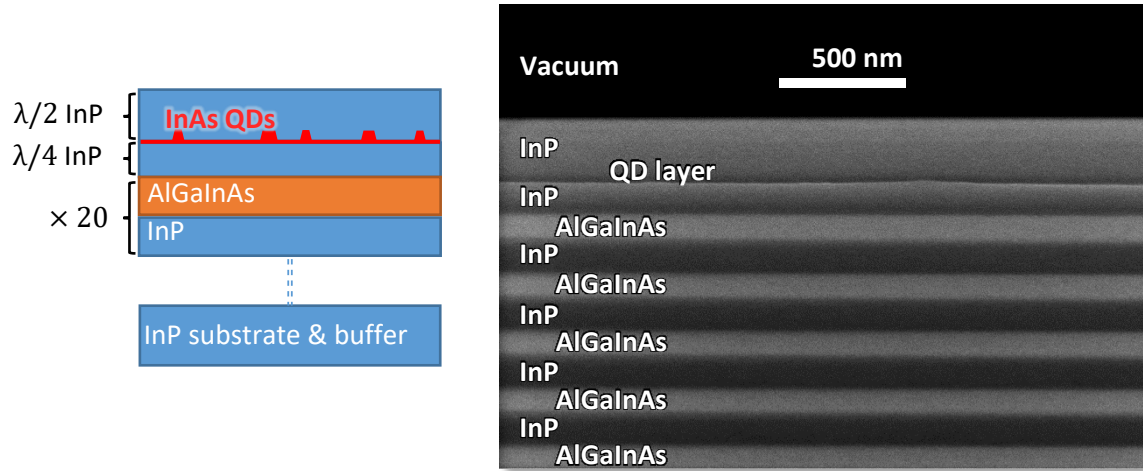 λ/2 InP
InAs QDs
λ/4 InP
AlGaInAs
× 20
InP
InP substrate & buffer
Vacuum
500 nm
InP
QD layer
InP
AlGaInAs
InP
AlGaInAs
InP
AlGaInAs
InP
AlGaInAs
InP
AlGaInAs